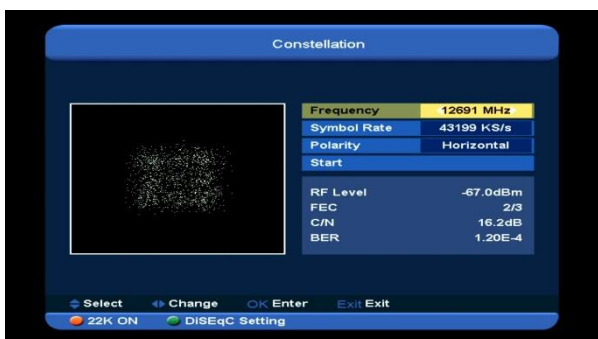 Constellation
Frequency 12691 MHz
Symbol Rate 43199 KS/s
Polarity Horizontal
Start
RF Level -67.0dBm
FEC 2/3
C/N 16.2dB
BER 1.20E-4
Select Change OK Enter Exit Exit
22K ON DiSEqC Setting